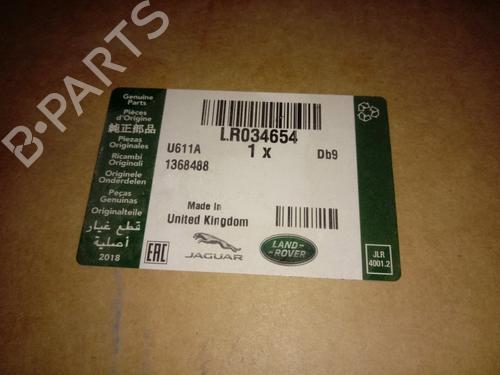 B-PARTS
Genuine
Parts
Pièces
d'Origine
純正部品
Piezas
Originales
Ricambi
Originali
Originele
Onderdelen
Peças
Genuinas
Originalteile
قطع غيار
أصلية
2018
LR034654
U611A
1 x
Db9
1368488
Made In
United Kingdom
EAC
JAGUAR
LAND-
-ROVER
JLR
4001.2